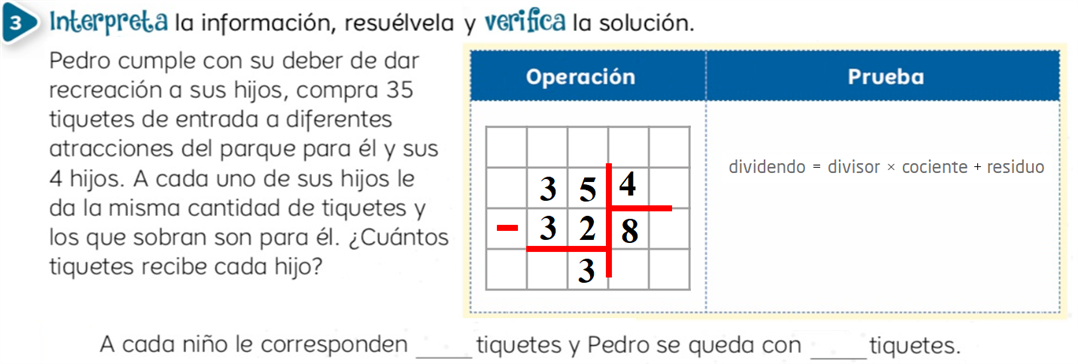 3 Interpreta la información, resuélvela y verifica la solución.
Pedro cumple con su deber de dar
recreación a sus hijos, compra 35
tiquetes de entrada a diferentes
atracciones del parque para él y sus
4 hijos. A cada uno de sus hijos le
da la misma cantidad de tiquetes y
los que sobran son para él. ¿Cuántos
tiquetes recibe cada hijo?
Operación Prueba
3 5 4
- 3 2 8
3
dividendo = divisor × cociente + residuo
A cada niño le corresponden _____ tiquetes y Pedro se queda con _____ tiquetes.